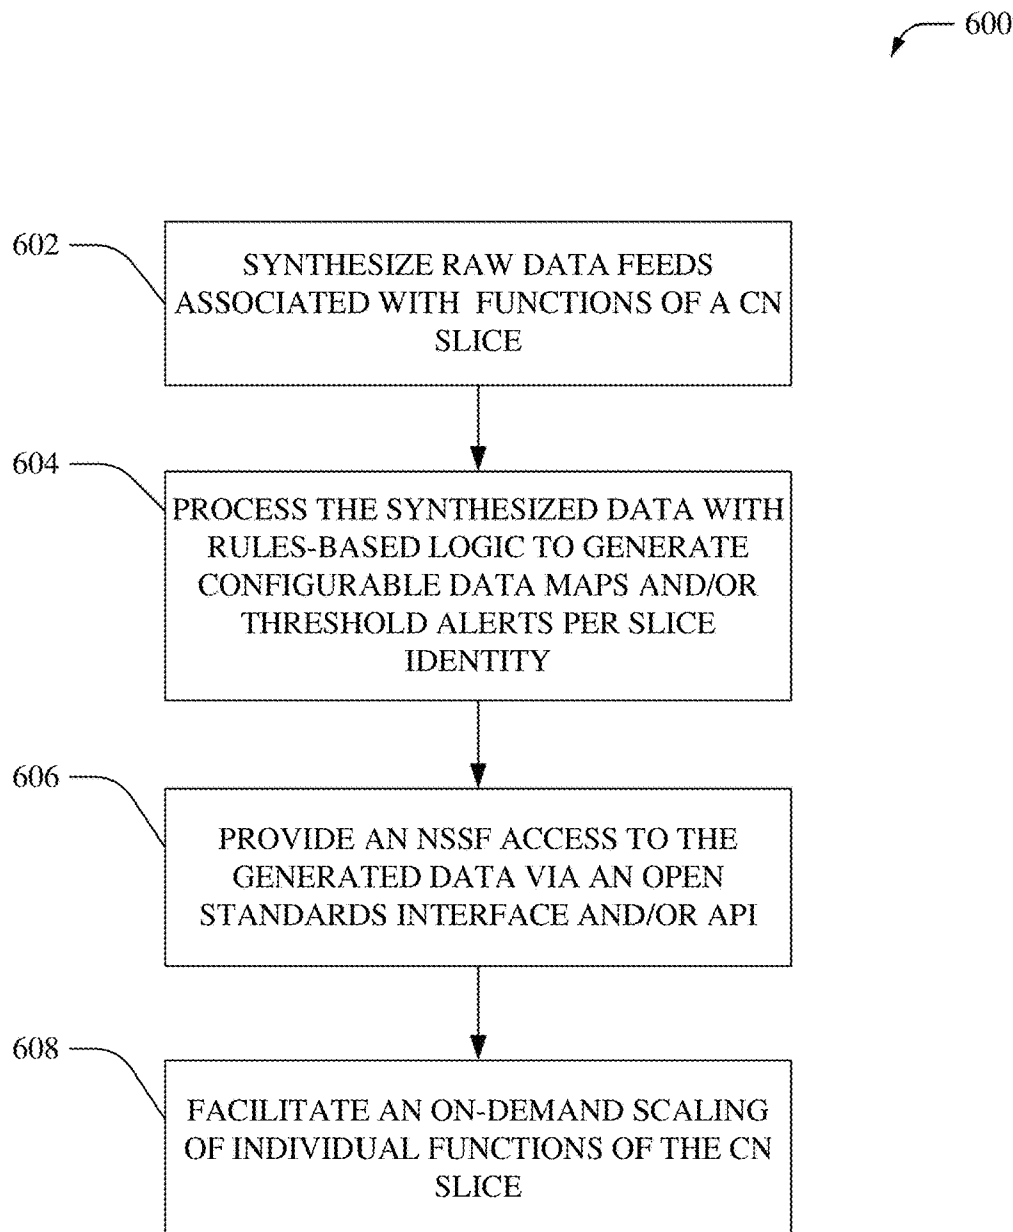 600
602
SYNTHESIZE RAW DATA FEEDS
ASSOCIATED WITH FUNCTIONS OF A CN
SLICE
604
PROCESS THE SYNTHESIZED DATA WITH
RULES-BASED LOGIC TO GENERATE
CONFIGURABLE DATA MAPS AND/OR
THRESHOLD ALERTS PER SLICE
IDENTITY
606
PROVIDE AN NSSF ACCESS TO THE
GENERATED DATA VIA AN OPEN
STANDARDS INTERFACE AND/OR API
608
FACILITATE AN ON-DEMAND SCALING
OF INDIVIDUAL FUNCTIONS OF THE CN
SLICE